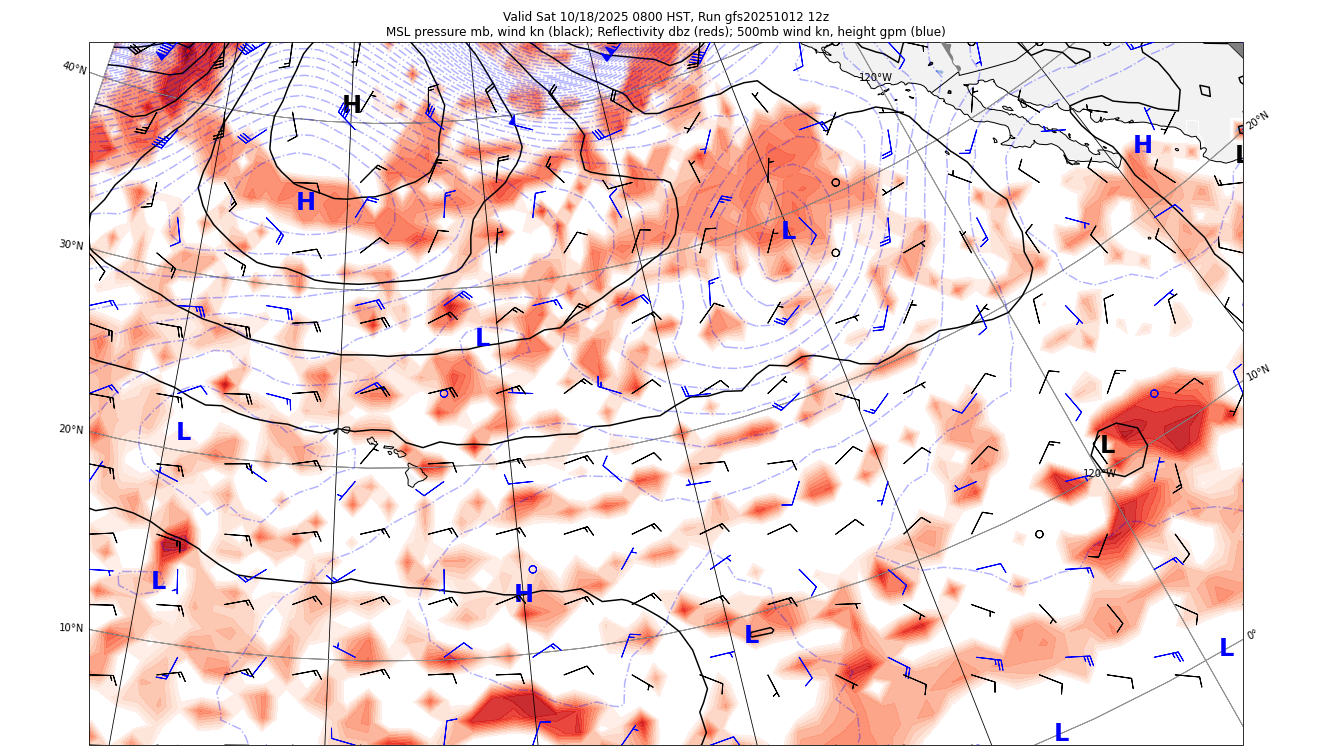 Valid Sat 10/18/2025 0800 HST, Run gfs20251012 12z
MSL pressure mb, wind kn (black); Reflectivity dbz (reds); 500mb wind kn, height gpm (blue)
40°N
120°W
20°N
H
H
L
H
L
30°N
L
10°N
20°N
L
L
120°W
L
H
10°N
L
0°
L
L